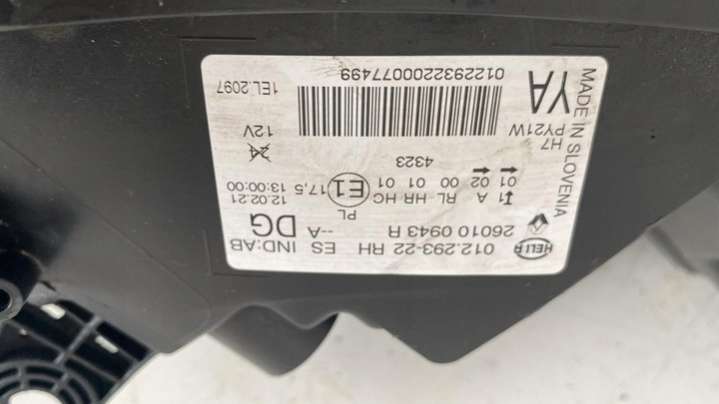 HELLA 012.293-22 RH ES IND:AB
26010 0943 R --A DG
1 A RL HR HC PL 12.02.21
01 02 00 01 01 E1 17,5 13:00:00
4323
H7
PY21W
24 12V
YA
0122932200077499 1EL.2097
MADE IN SLOVENIA